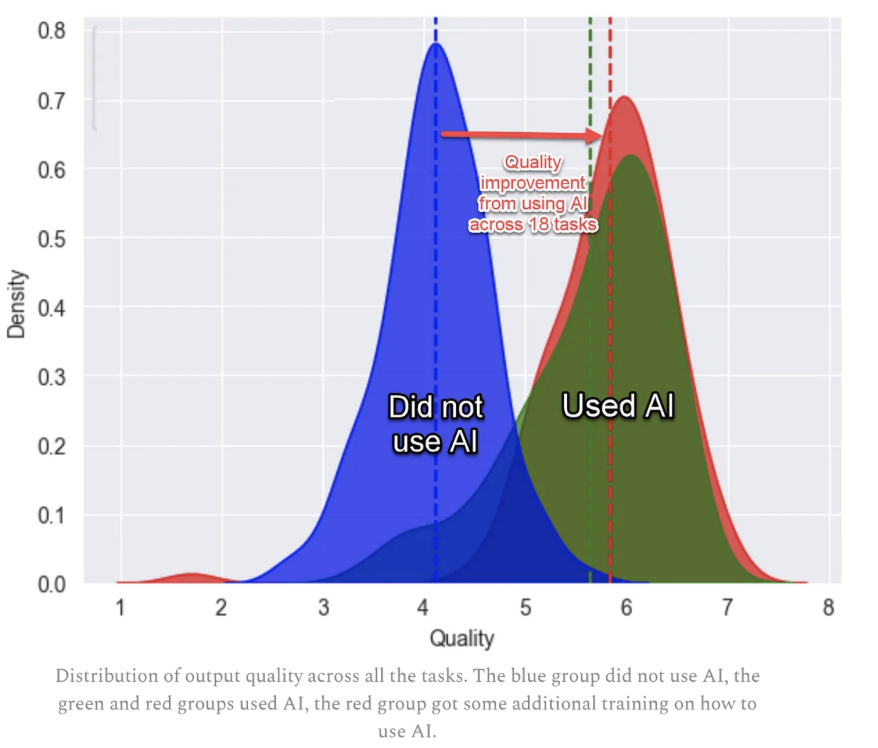 0.8
0.7
0.6
0.5
0.4
0.3
0.2
0.1
0.0
Density
Quality
improvement
from using AI
across 18 tasks
Did not
use AI
Used AI
1 2 3 4 5 6 7 8
Quality
Distribution of output quality across all the tasks. The blue group did not use AI, the
green and red groups used AI, the red group got some additional training on how to
use AI.